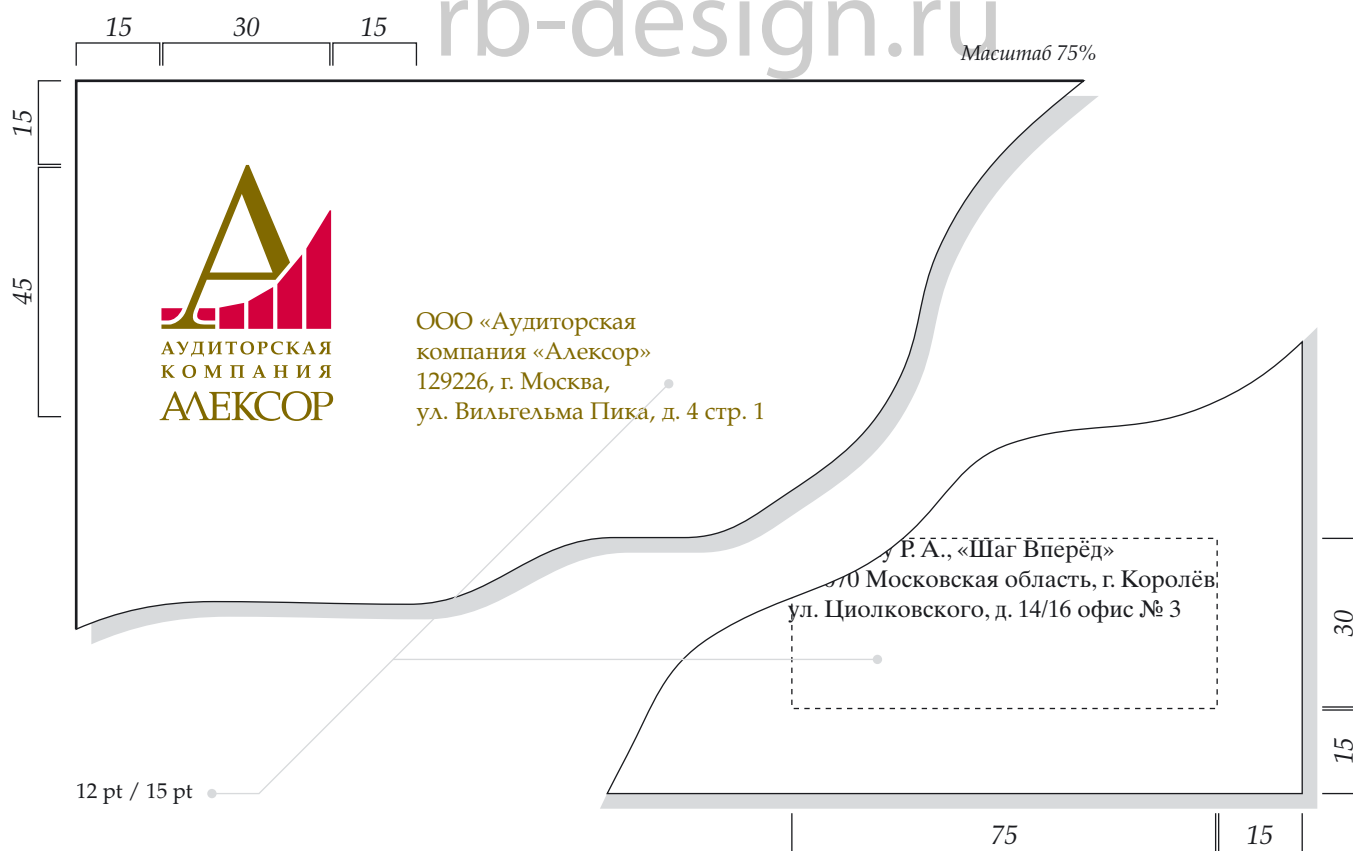 rb-design.ru
15 30 15
Масштаб 75%
15
45
АУДИТОРСКАЯ
КОМПАНИЯ
АЛЕКСОР
ООО «Аудиторская
компания «Алексор»
129226, г. Москва,
ул. Вильгельма Пика, д. 4 стр. 1
Р. А., «Шаг Вперёд»
Московская область, г. Королёв
ул. Циолковского, д. 14/16 офис № 3
30
15
12 pt / 15 pt
75 15